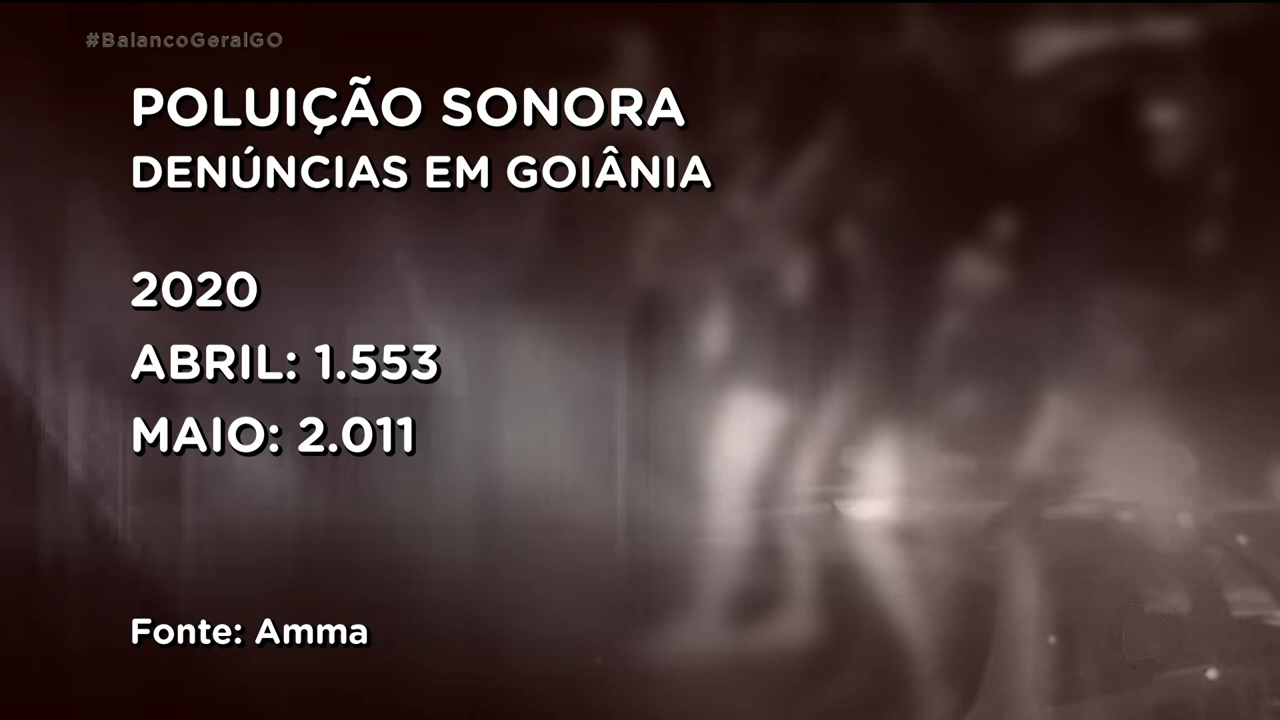 #BalancoGeralGO
POLUIÇÃO SONORA
DENÚNCIAS EM GOIÂNIA
2020
ABRIL: 1.553
MAIO: 2.011
Fonte: Amma